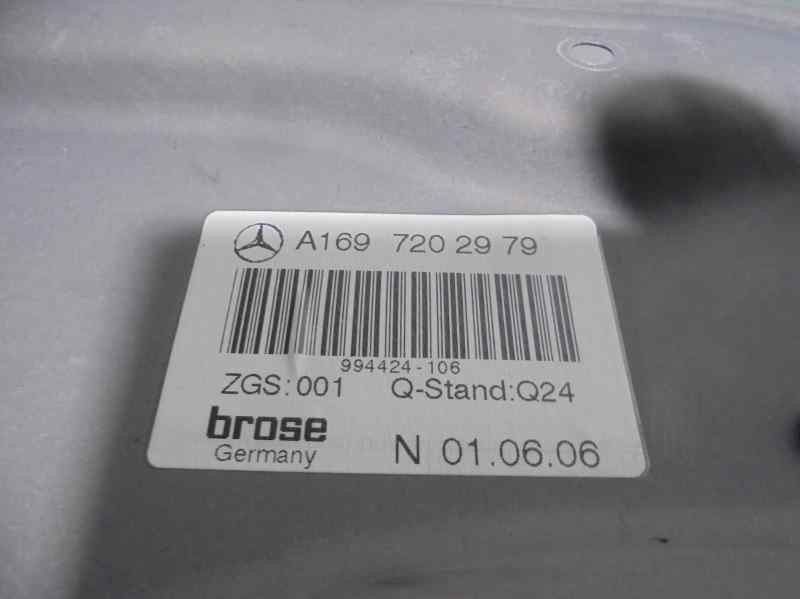 A169 720 29 79
994424-106
ZGS:001 Q-Stand:Q24
brose
Germany N 01.06.06